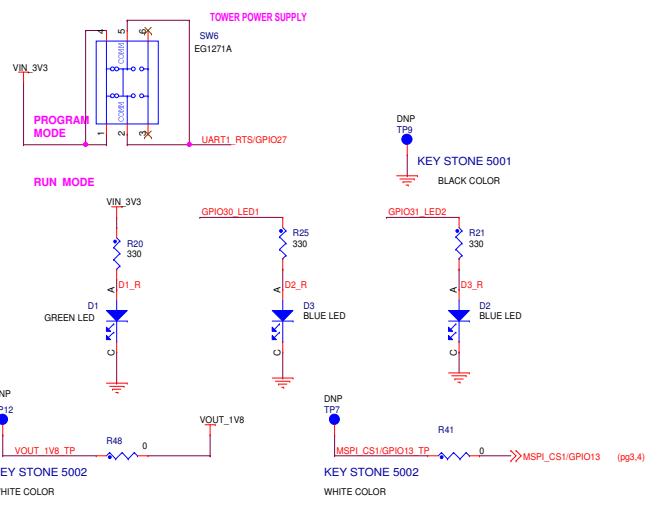 TOWER POWER SUPPLY
SW6
EG1271A
4
5
6
COMM
COMM
1
2
3
VIN_3V3
PROGRAM
MODE
UART1_RTS/GPIO27
RUN MODE
DNP
TP9
KEY STONE 5001
BLACK COLOR
VIN_3V3
R20
330
A
D1_R
D1
GREEN LED
C
GPIO30_LED1
R25
330
A
D2_R
D3
BLUE LED
C
GPIO31_LED2
R21
330
A
D3_R
D2
BLUE LED
C
NP
P12
VOUT_1V8_TP
R48
0
VOUT_1V8
EY STONE 5002
HITE COLOR
DNP
TP7
MSPI_CS1/GPIO13_TP
R41
0
MSPI_CS1/GPIO13 (pg3,4)
KEY STONE 5002
WHITE COLOR